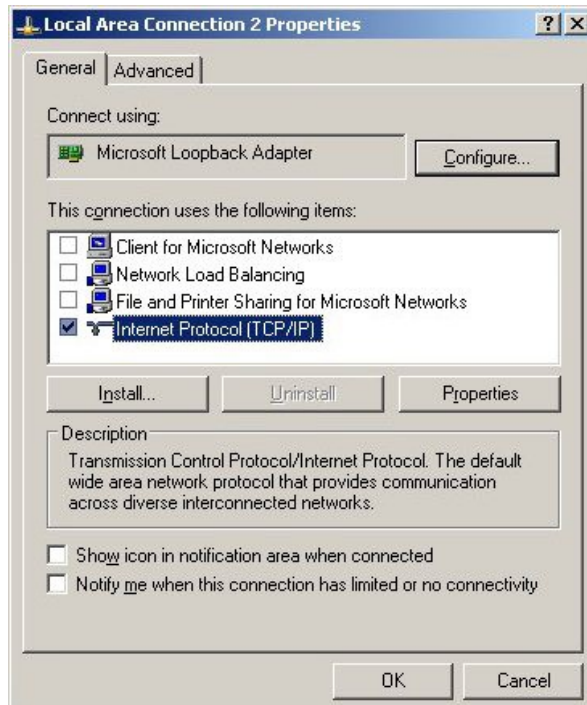 Local Area Connection 2 Properties
General Advanced
Connect using:
Microsoft Loopback Adapter
Configure...
This connection uses the following items:
Client for Microsoft Networks
Network Load Balancing
File and Printer Sharing for Microsoft Networks
Internet Protocol (TCP/IP)
Install... Uninstall Properties
Description
Transmission Control Protocol/Internet Protocol. The default
wide area network protocol that provides communication
across diverse interconnected networks.
Show icon in notification area when connected
Notify me when this connection has limited or no connectivity
OK Cancel